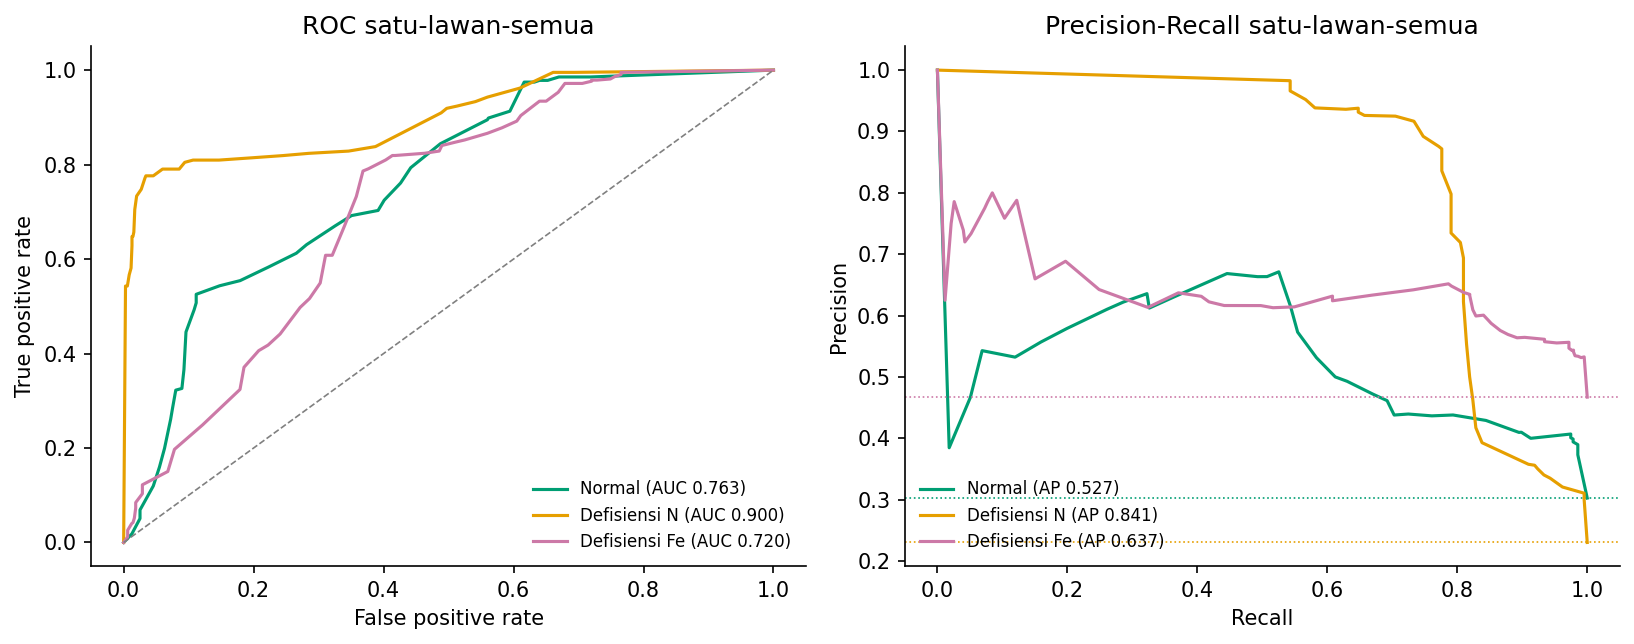 ROC satu-lawan-semua
True positive rate
1.0
0.8
0.6
0.4
0.2
0.0
Normal (AUC 0.763)
Defisiensi N (AUC 0.900)
Defisiensi Fe (AUC 0.720)
0.0 0.2 0.4 0.6 0.8 1.0
False positive rate
Precision-Recall satu-lawan-semua
Precision
1.0
0.9
0.8
0.7
0.6
0.5
0.4
0.3
0.2
Normal (AP 0.527)
Defisiensi N (AP 0.841)
Defisiensi Fe (AP 0.637)
0.0 0.2 0.4 0.6 0.8 1.0
Recall